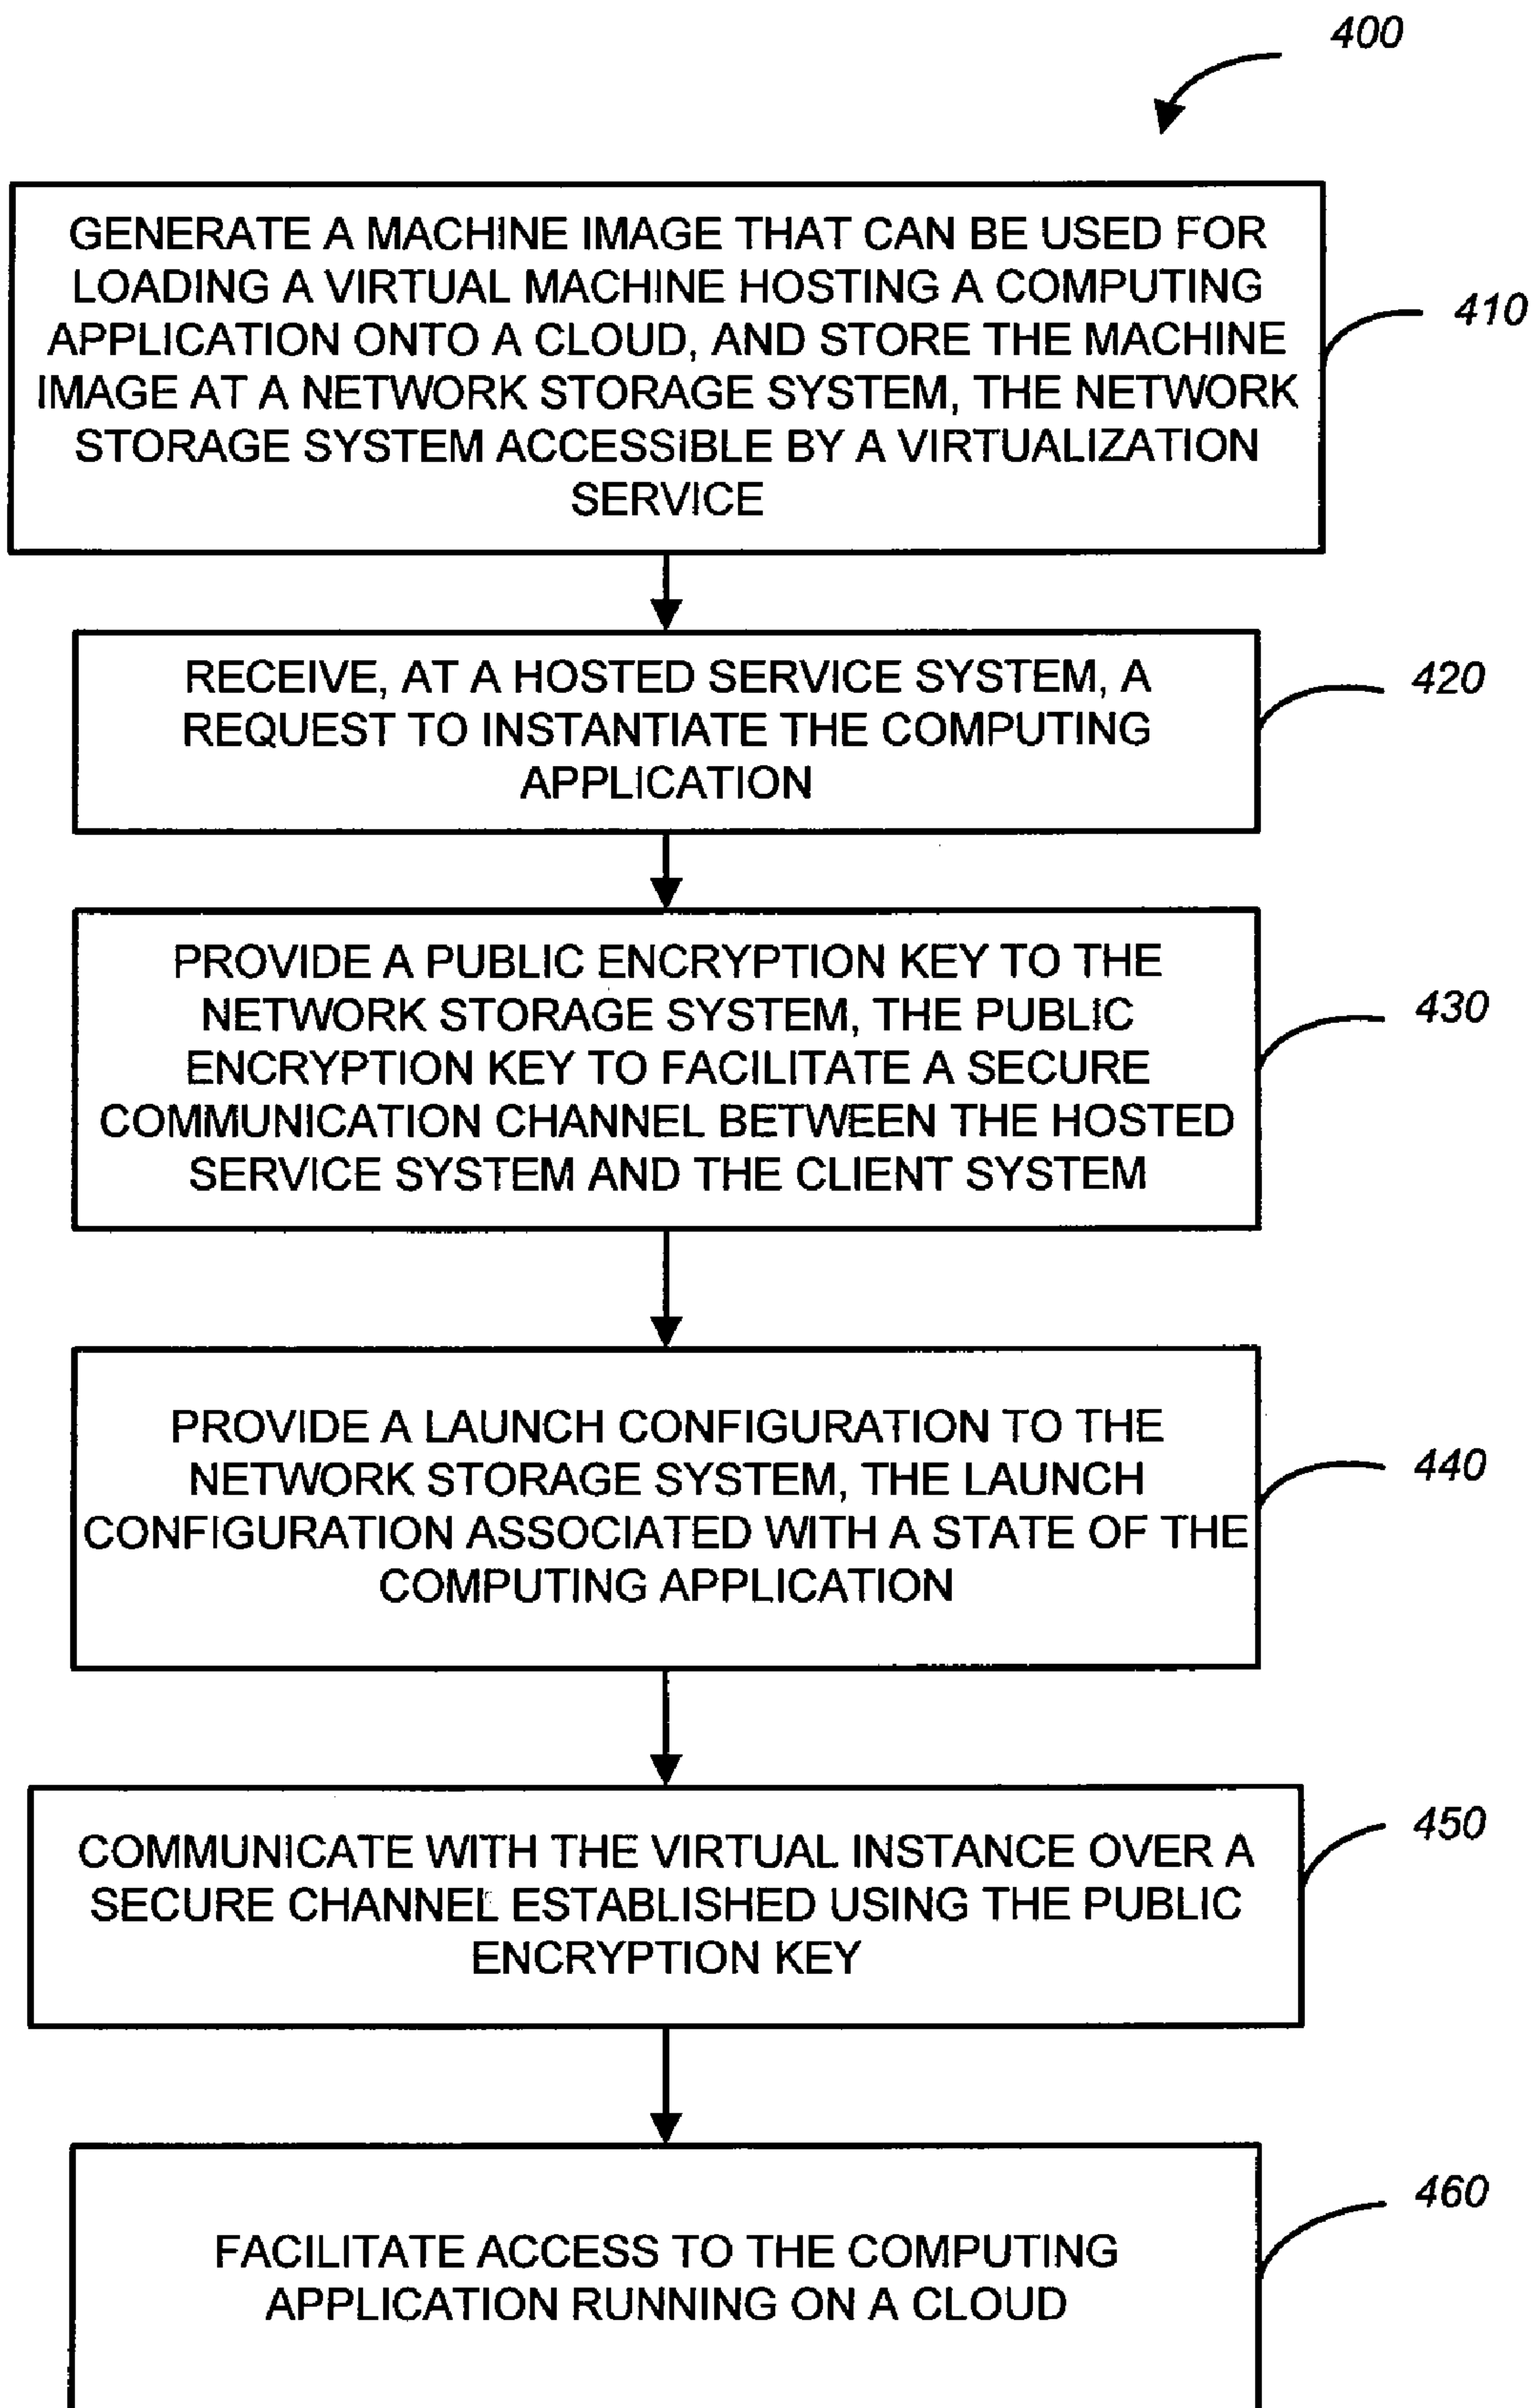 400
GENERATE A MACHINE IMAGE THAT CAN BE USED FOR
LOADING A VIRTUAL MACHINE HOSTING A COMPUTING
APPLICATION ONTO A CLOUD, AND STORE THE MACHINE
IMAGE AT A NETWORK STORAGE SYSTEM, THE NETWORK
STORAGE SYSTEM ACCESSIBLE BY A VIRTUALIZATION
SERVICE
410
RECEIVE, AT A HOSTED SERVICE SYSTEM, A
REQUEST TO INSTANTIATE THE COMPUTING
APPLICATION
420
PROVIDE A PUBLIC ENCRYPTION KEY TO THE
NETWORK STORAGE SYSTEM, THE PUBLIC
ENCRYPTION KEY TO FACILITATE A SECURE
COMMUNICATION CHANNEL BETWEEN THE HOSTED
SERVICE SYSTEM AND THE CLIENT SYSTEM
430
PROVIDE A LAUNCH CONFIGURATION TO THE
NETWORK STORAGE SYSTEM, THE LAUNCH
CONFIGURATION ASSOCIATED WITH A STATE OF THE
COMPUTING APPLICATION
440
COMMUNICATE WITH THE VIRTUAL INSTANCE OVER A
SECURE CHANNEL ESTABLISHED USING THE PUBLIC
ENCRYPTION KEY
450
FACILITATE ACCESS TO THE COMPUTING
APPLICATION RUNNING ON A CLOUD
460